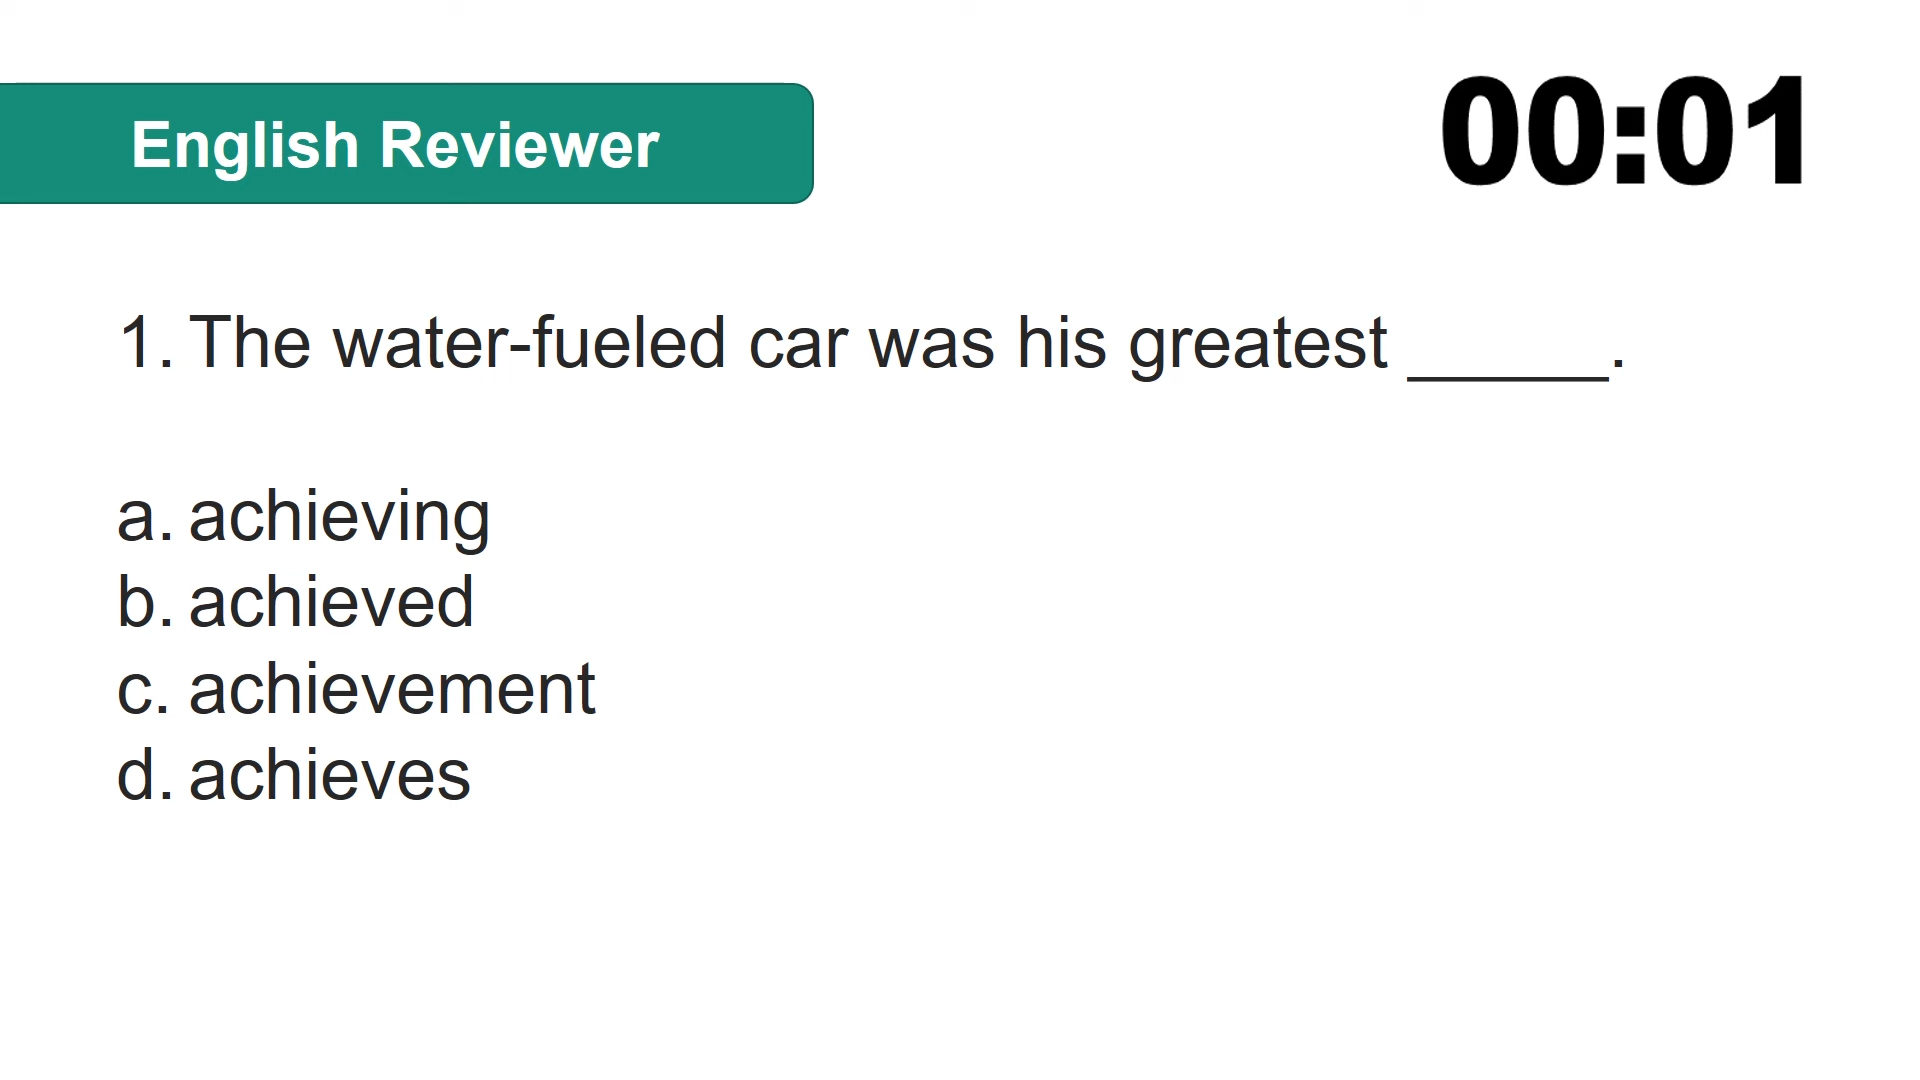 English Reviewer
00:01
1. The water-fueled car was his greatest _____.
a. achieving
b. achieved
c. achievement
d. achieves